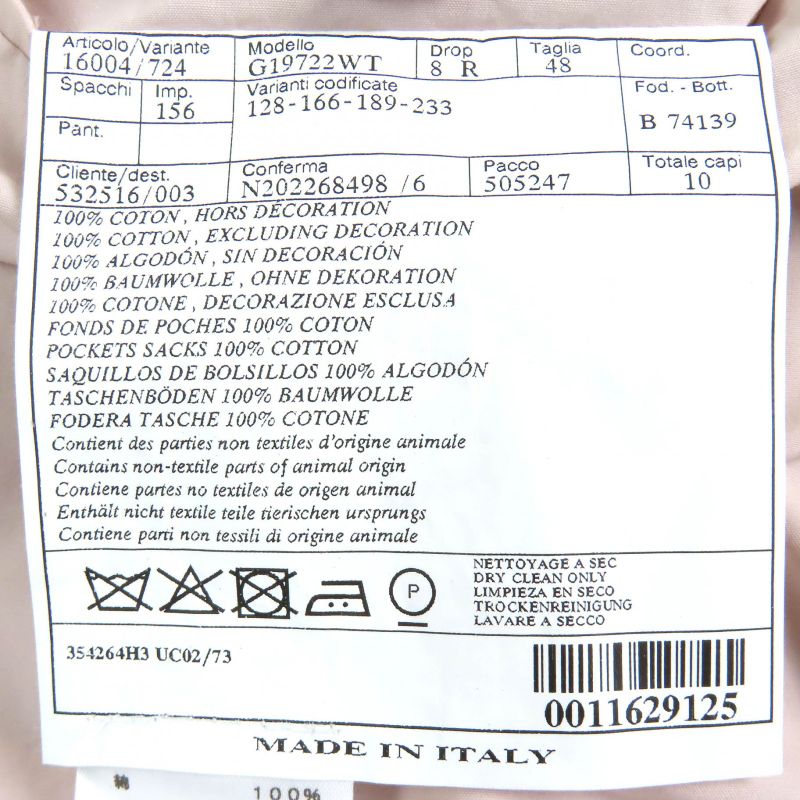 Articolo/Variante Modello Drop Taglia Coord.
16004/724 G19722WT 8 R 48
Spacchi Imp. Varianti codificate Fod. - Bott.
156 128-166-189-233 B 74139
Pant.
Cliente/dest. Conferma Pacco Totale capi
532516/003 N202268498 /6 505247 10
100% COTON, HORS DÉCORATION
100% COTTON, EXCLUDING DECORATION
100% ALGODÓN, SIN DECORACIÓN
100% BAUMWOLLE, OHNE DEKORATION
100% COTONE, DECORAZIONE ESCLUSA
FONDS DE POCHES 100% COTON
POCKETS SACKS 100% COTTON
SAQUILLOS DE BOLSILLOS 100% ALGODÓN
TASCHENBÖDEN 100% BAUMWOLLE
FODERA TASCHE 100% COTONE
Contient des parties non textiles d'origine animale
Contains non-textile parts of animal origin
Contiene partes no textiles de origen animal
Enthält nicht textile teile tierischen ursprungs
Contiene parti non tessili di origine animale
P
NETTOYAGE A SEC
DRY CLEAN ONLY
LIMPIEZA EN SECO
TROCKENREINIGUNG
LAVARE A SECCO
354264H3 UC02/73
0011629125
MADE IN ITALY
綿 100%